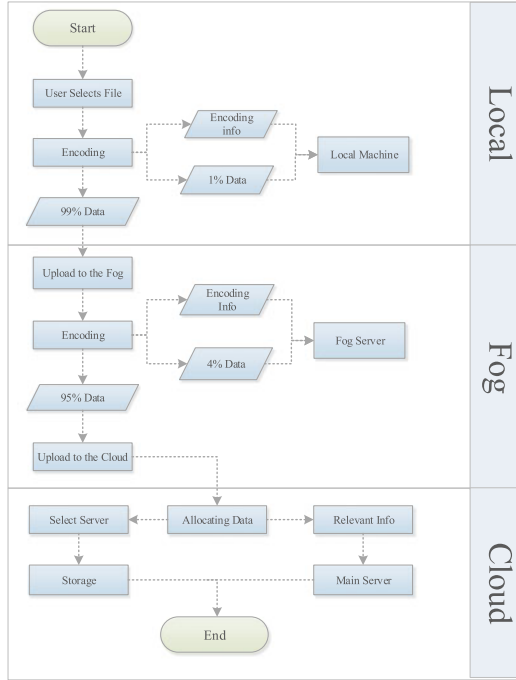 Start
User Selects File
Encoding
Encoding
info
1% Data
Local Machine
99% Data
Local
Upload to the Fog
Encoding
Encoding
Info
4% Data
Fog Server
95% Data
Upload to the Cloud
Fog
Select Server
Allocating Data
Relevant Info
Storage
Main Server
End
Cloud